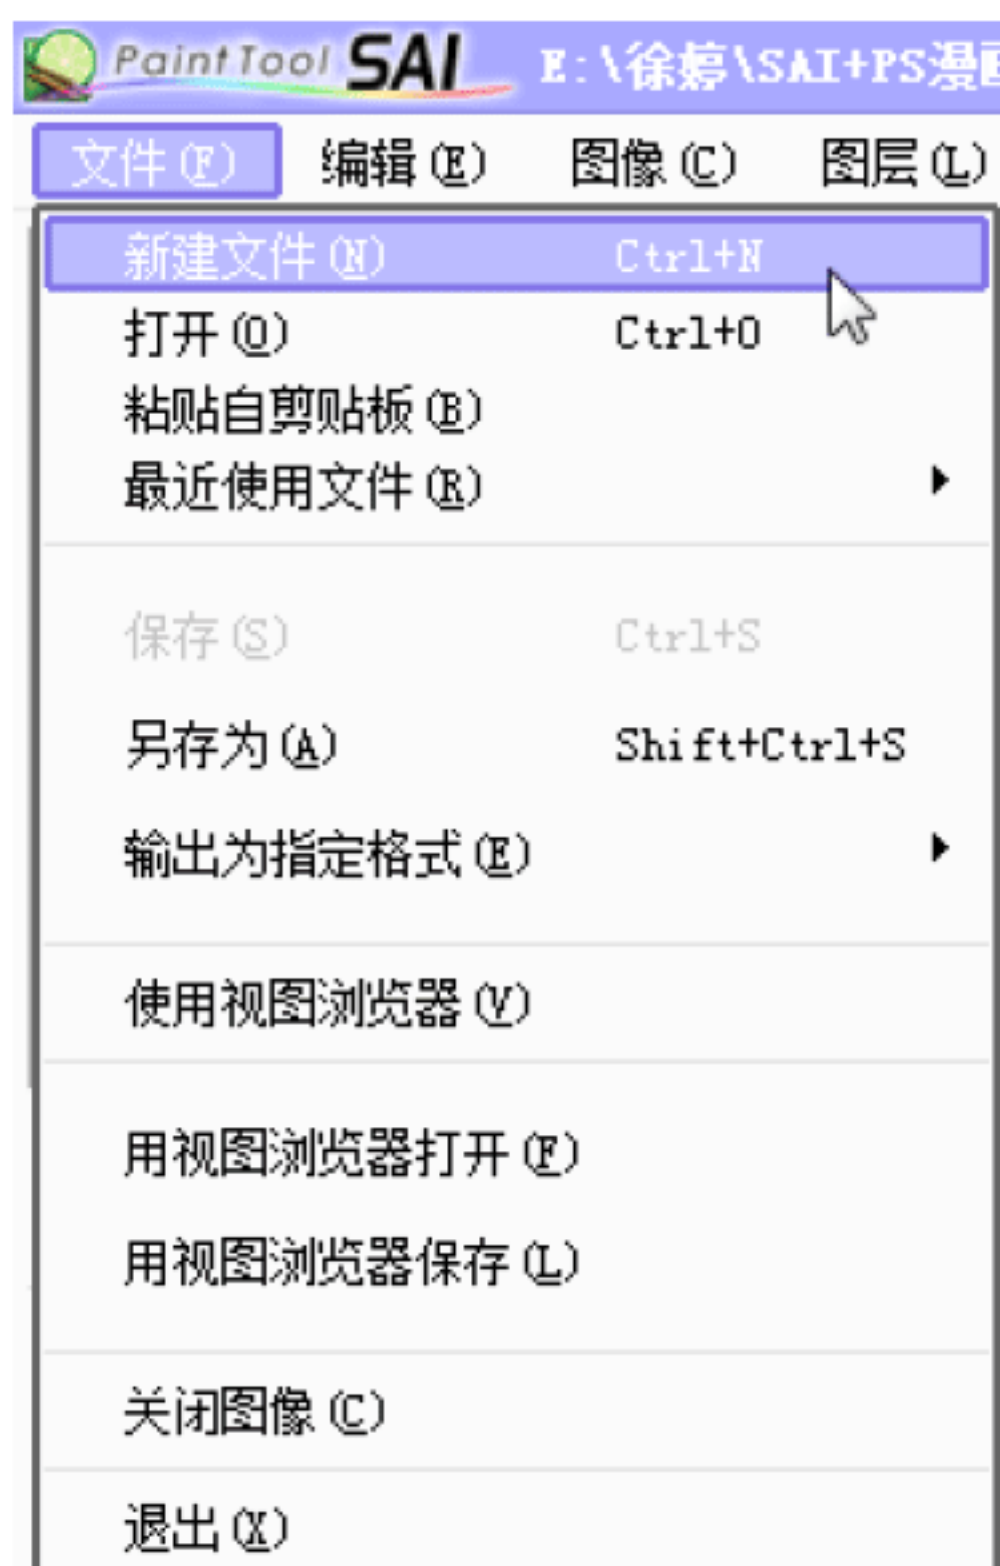 PaintTool SAI E:\徐婷\SAI+PS漫
文件(F) 编辑(E) 图像(C) 图层(L)
新建文件(N) Ctrl+N
打开(O) Ctrl+O
粘贴自剪贴板(B)
最近使用文件(R)
保存(S) Ctrl+S
另存为(A) Shift+Ctrl+S
输出为指定格式(E)
使用视图浏览器(V)
用视图浏览器打开(F)
用视图浏览器保存(L)
关闭图像(C)
退出(X)